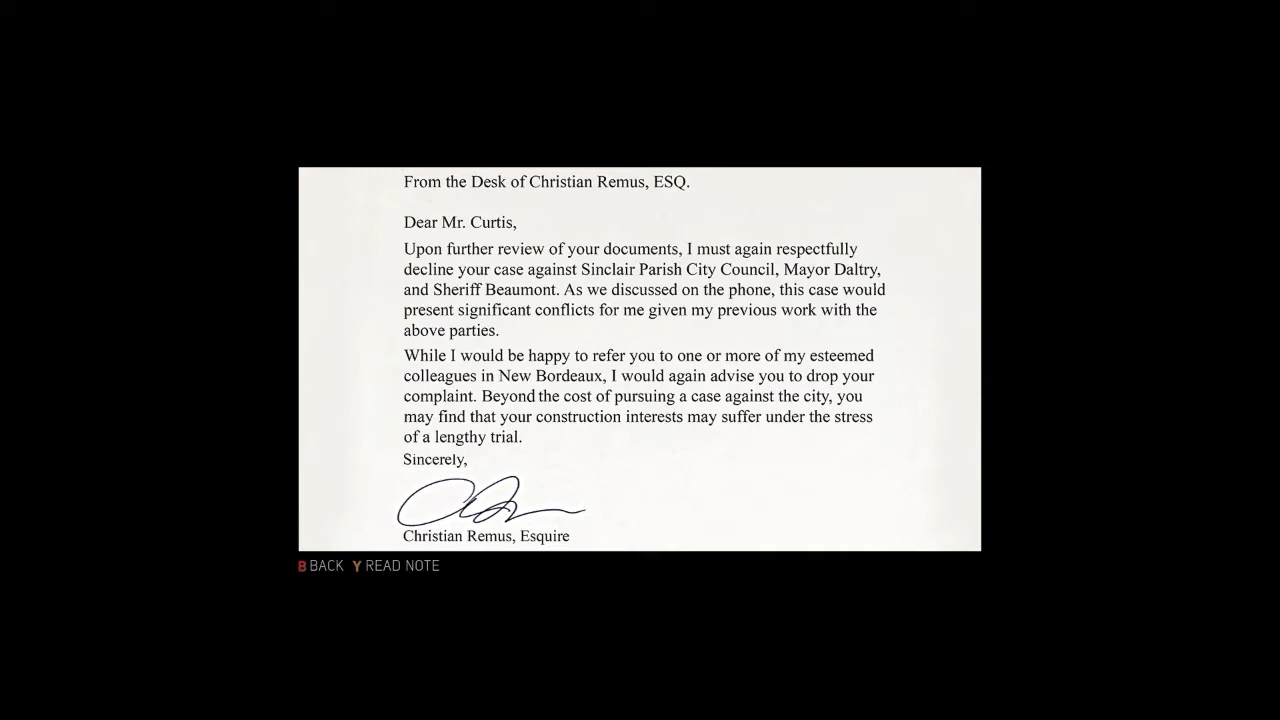 From the Desk of Christian Remus, ESQ.
Dear Mr. Curtis,
Upon further review of your documents, I must again respectfully
decline your case against Sinclair Parish City Council, Mayor Daltry,
and Sheriff Beaumont. As we discussed on the phone, this case would
present significant conflicts for me given my previous work with the
above parties.
While I would be happy to refer you to one or more of my esteemed
colleagues in New Bordeaux, I would again advise you to drop your
complaint. Beyond the cost of pursuing a case against the city, you
may find that your construction interests may suffer under the stress
of a lengthy trial.
Sincerely,
Christian Remus, Esquire
B BACK Y READ NOTE